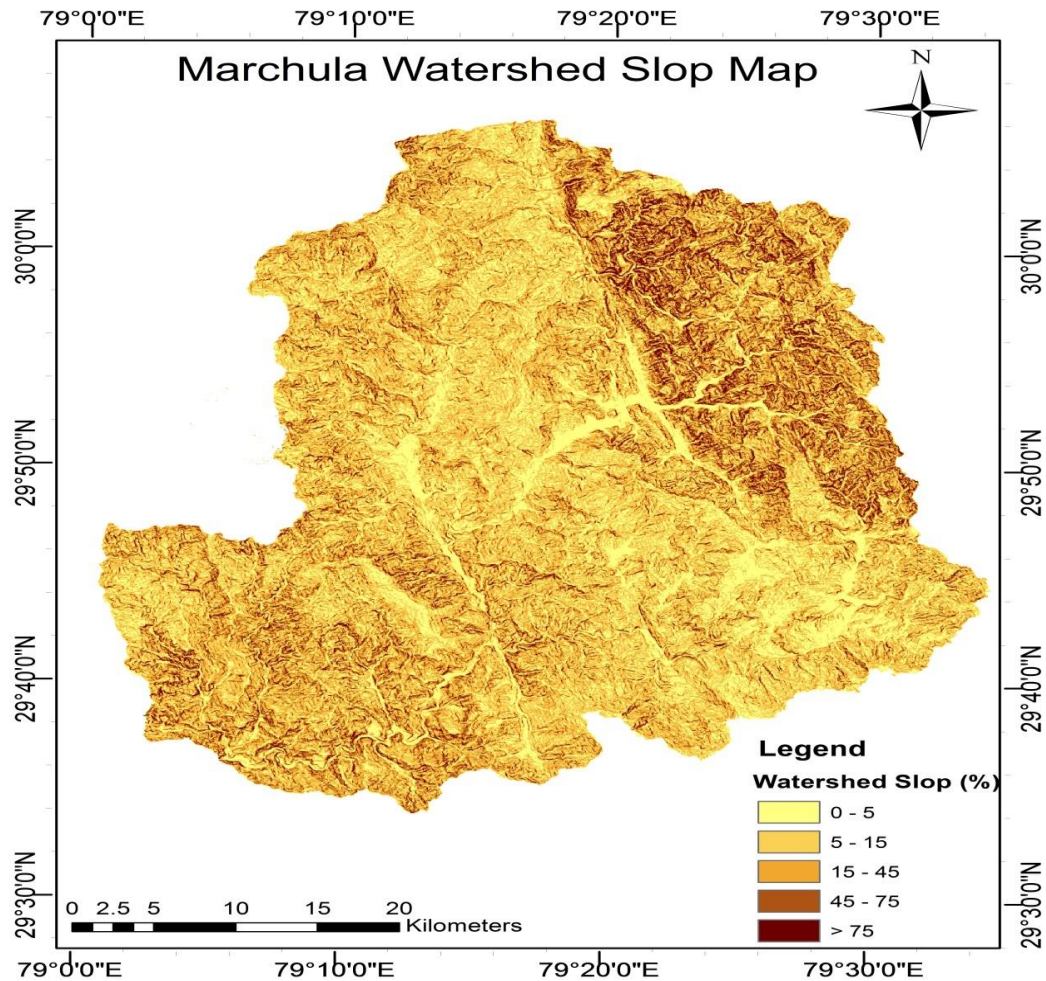 79°0'0"E 79°10'0"E 79°20'0"E 79°30'0"E
Marchula Watershed Slop Map
N
30°0'0"N
30°0'0"N
29°50'0"N
29°50'0"N
29°40'0"N
29°40'0"N
29°30'0"N
29°30'0"N
Legend
Watershed Slop (%)
0 - 5
5 - 15
15 - 45
45 - 75
> 75
0 2.5 5 10 15 20
Kilometers
79°0'0"E 79°10'0"E 79°20'0"E 79°30'0"E